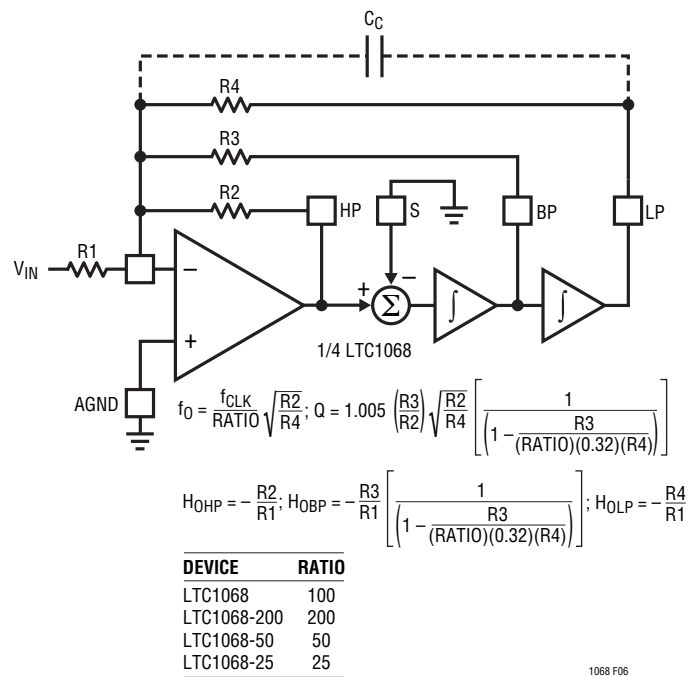 C_C
R4
R3
R2
HP
S
BP
LP
R1
V_IN
−
+
+
−
Σ
∫
∫
1/4 LTC1068
AGND
f_O = f_CLK/RATIO √(R2/R4); Q = 1.005 (R3/R2) √(R2/R4) [1/(1 − R3/((RATIO)(0.32)(R4)))]
H_OHP = − R2/R1; H_OBP = − R3/R1 [1/(1 − R3/((RATIO)(0.32)(R4)))]; H_OLP = − R4/R1
DEVICE RATIO
LTC1068 100
LTC1068-200 200
LTC1068-50 50
LTC1068-25 25
1068 F06